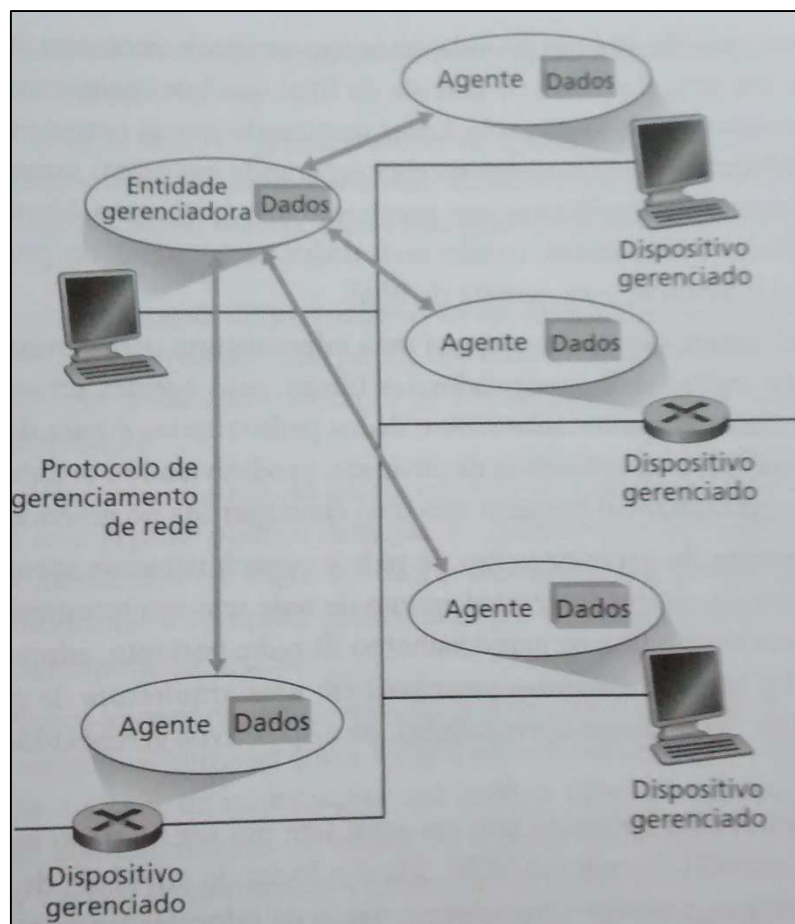 Agente Dados
Entidade
gerenciadora Dados
Dispositivo
gerenciado
Agente Dados
Protocolo de
gerenciamento
de rede
Dispositivo
gerenciado
Agente Dados
Agente Dados
Dispositivo
gerenciado
Dispositivo
gerenciado